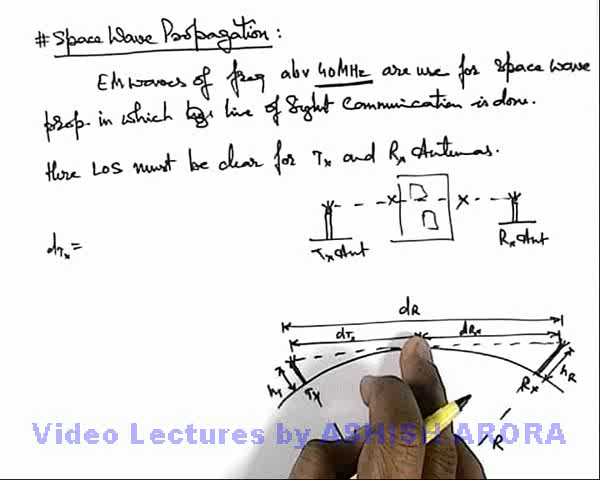 # Space Wave Propagation :
EM waves of freq abv 40MHz are use for space wave
prop. in which line of Sight Communication is done.
Here LOS must be clear for Tx and Rx Antennas.
Tx Ant
Rx Ant
dTx =
dR
dTx
dRx
hT
Tx
Rx
hR
R
Video Lectures by ASHISH ARORA